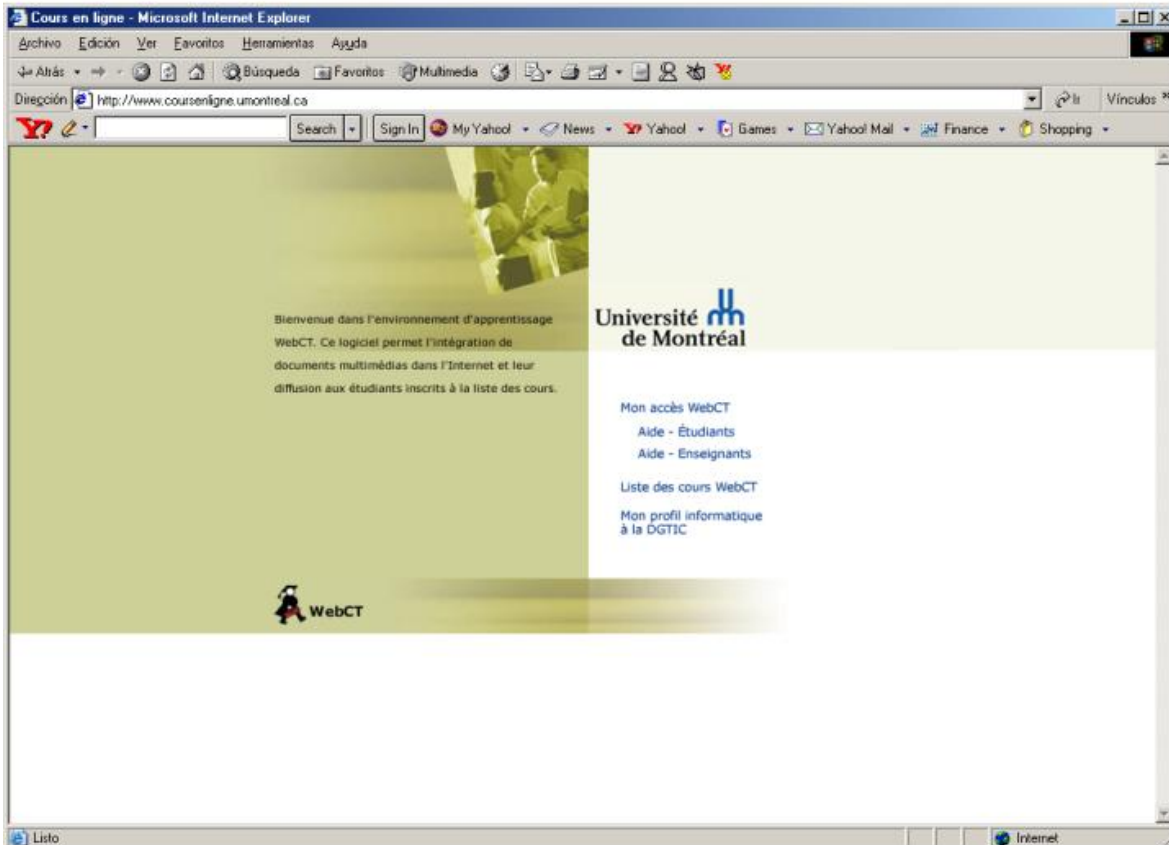 Cours en ligne - Microsoft Internet Explorer
Archivo Edición Ver Favoritos Herramientas Ayuda
Atrás Búsqueda Favoritos Multimedia
Dirección http://www.coursenligne.umontreal.ca Ir Vínculos »
Y! Search Sign In My Yahoo! News Yahoo! Games Yahoo! Mail Finance Shopping
Bienvenue dans l'environnement d'apprentissage
WebCT. Ce logiciel permet l'intégration de
documents multimédias dans l'Internet et leur
diffusion aux étudiants inscrits à la liste des cours.
Université
de Montréal
Mon accès WebCT
Aide - Étudiants
Aide - Enseignants
Liste des cours WebCT
Mon profil informatique
à la DGTIC
WebCT
Listo Internet